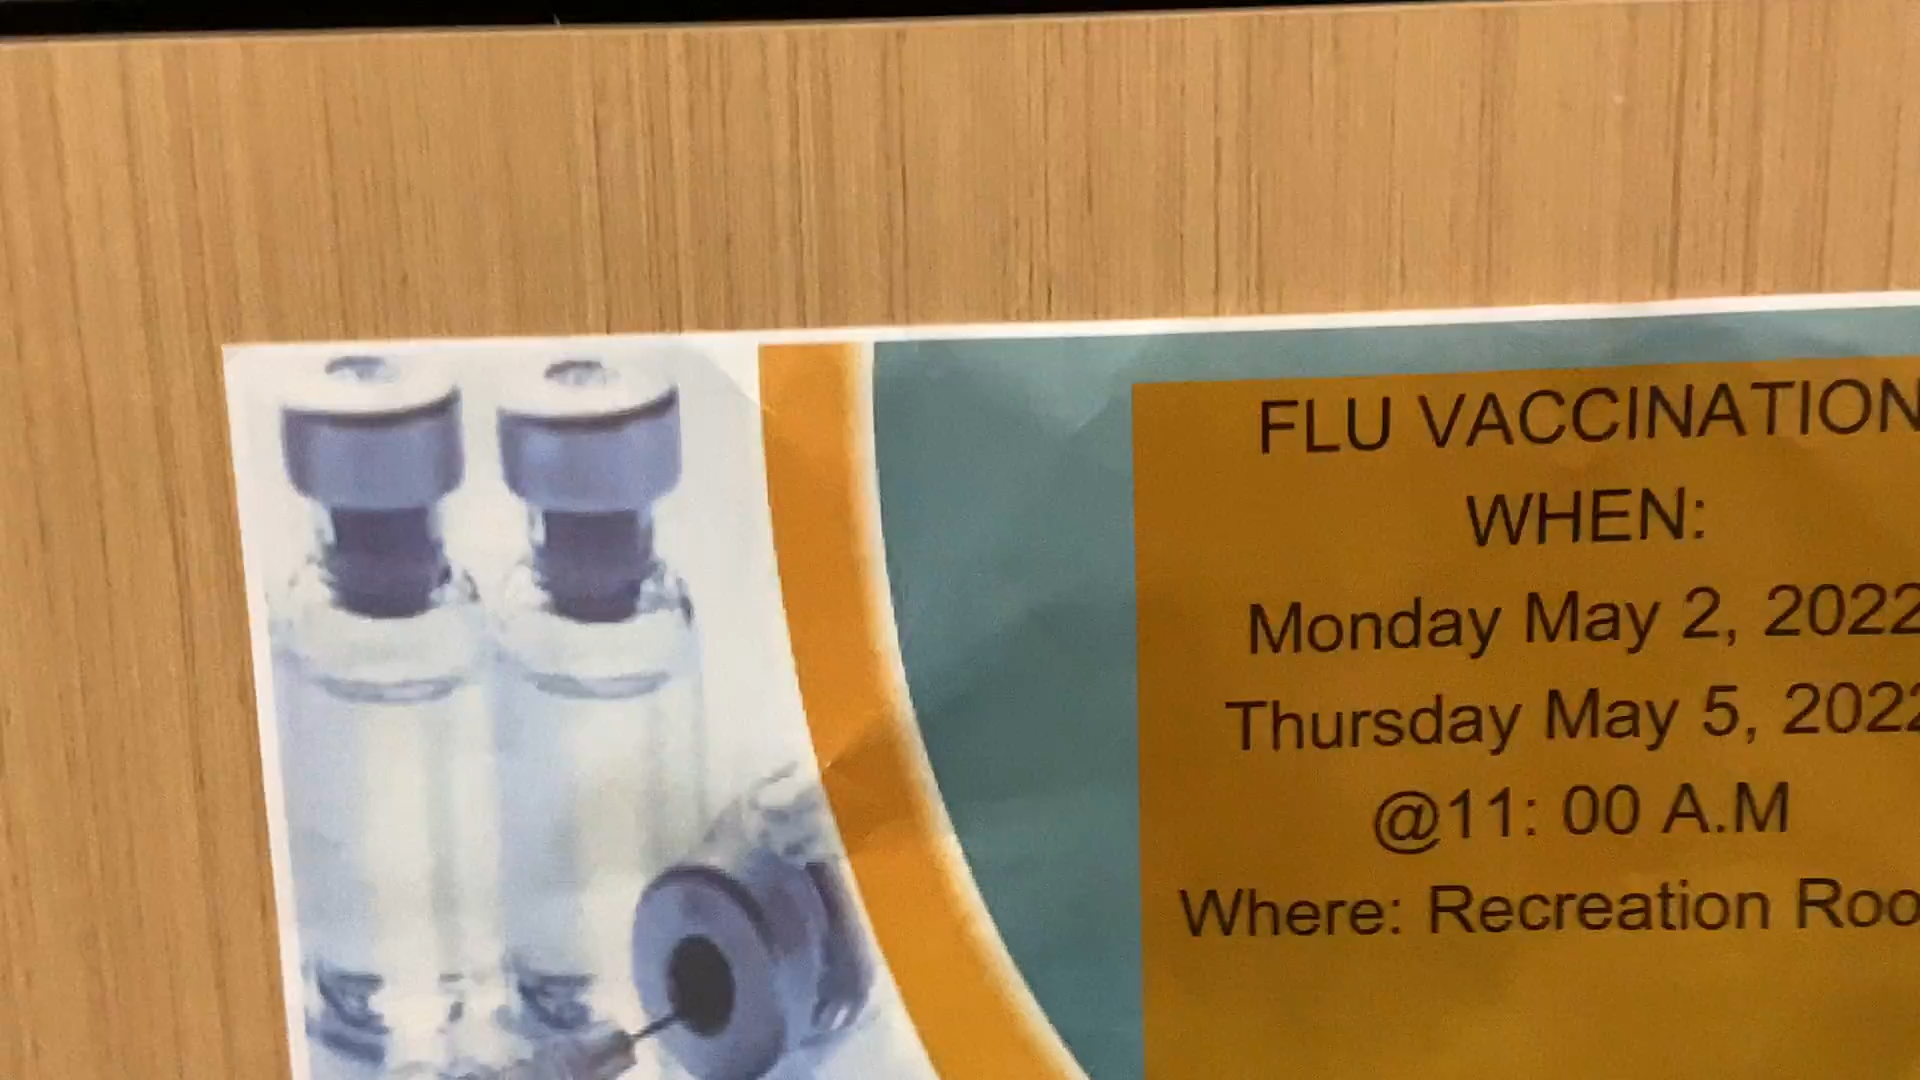 FLU VACCINATION
WHEN:
Monday May 2, 2022
Thursday May 5, 2022
@11: 00 A.M
Where: Recreation Roo